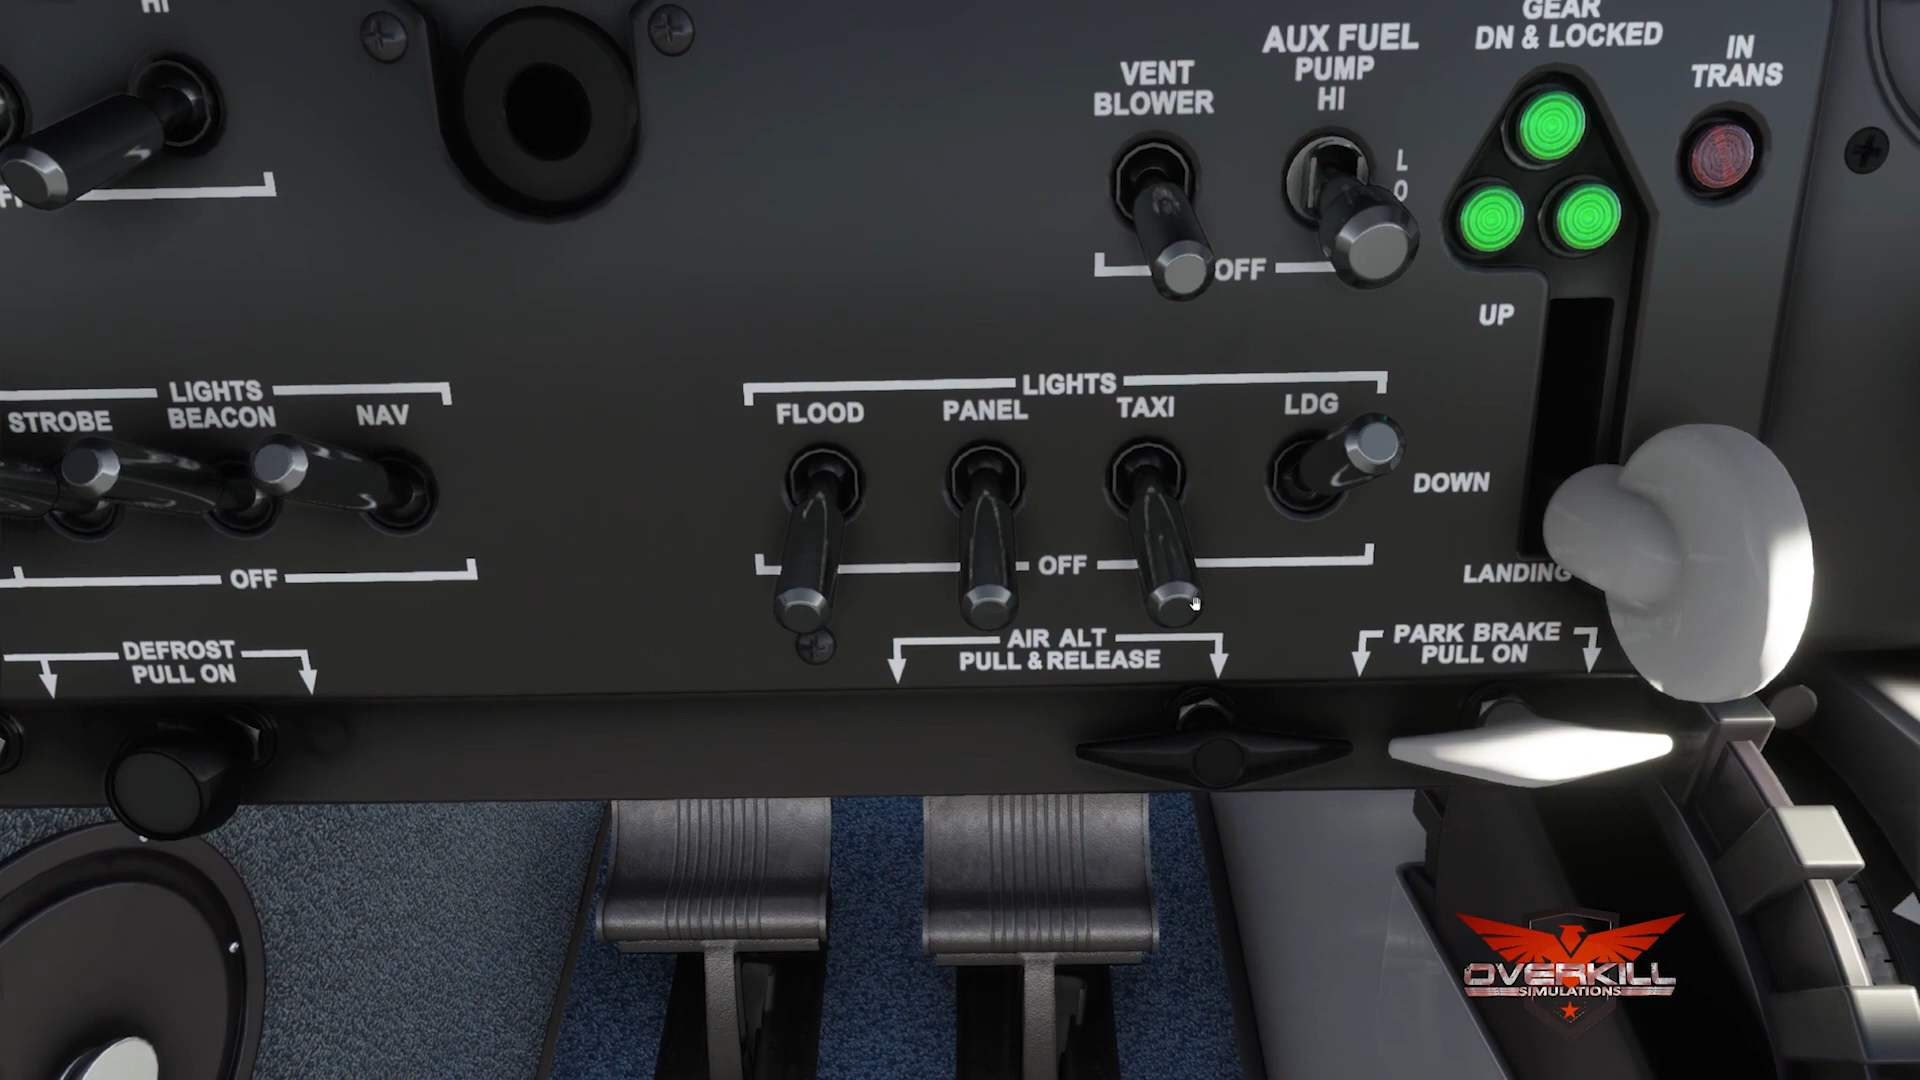 HI
VENT
BLOWER
AUX FUEL
PUMP
HI
L
O
OFF
GEAR
DN & LOCKED
IN
TRANS
UP
DOWN
LANDING
LIGHTS
STROBE BEACON NAV
OFF
LIGHTS
FLOOD PANEL TAXI LDG
OFF
DEFROST
PULL ON
AIR ALT
PULL & RELEASE
PARK BRAKE
PULL ON
OVERKILL
SIMULATIONS